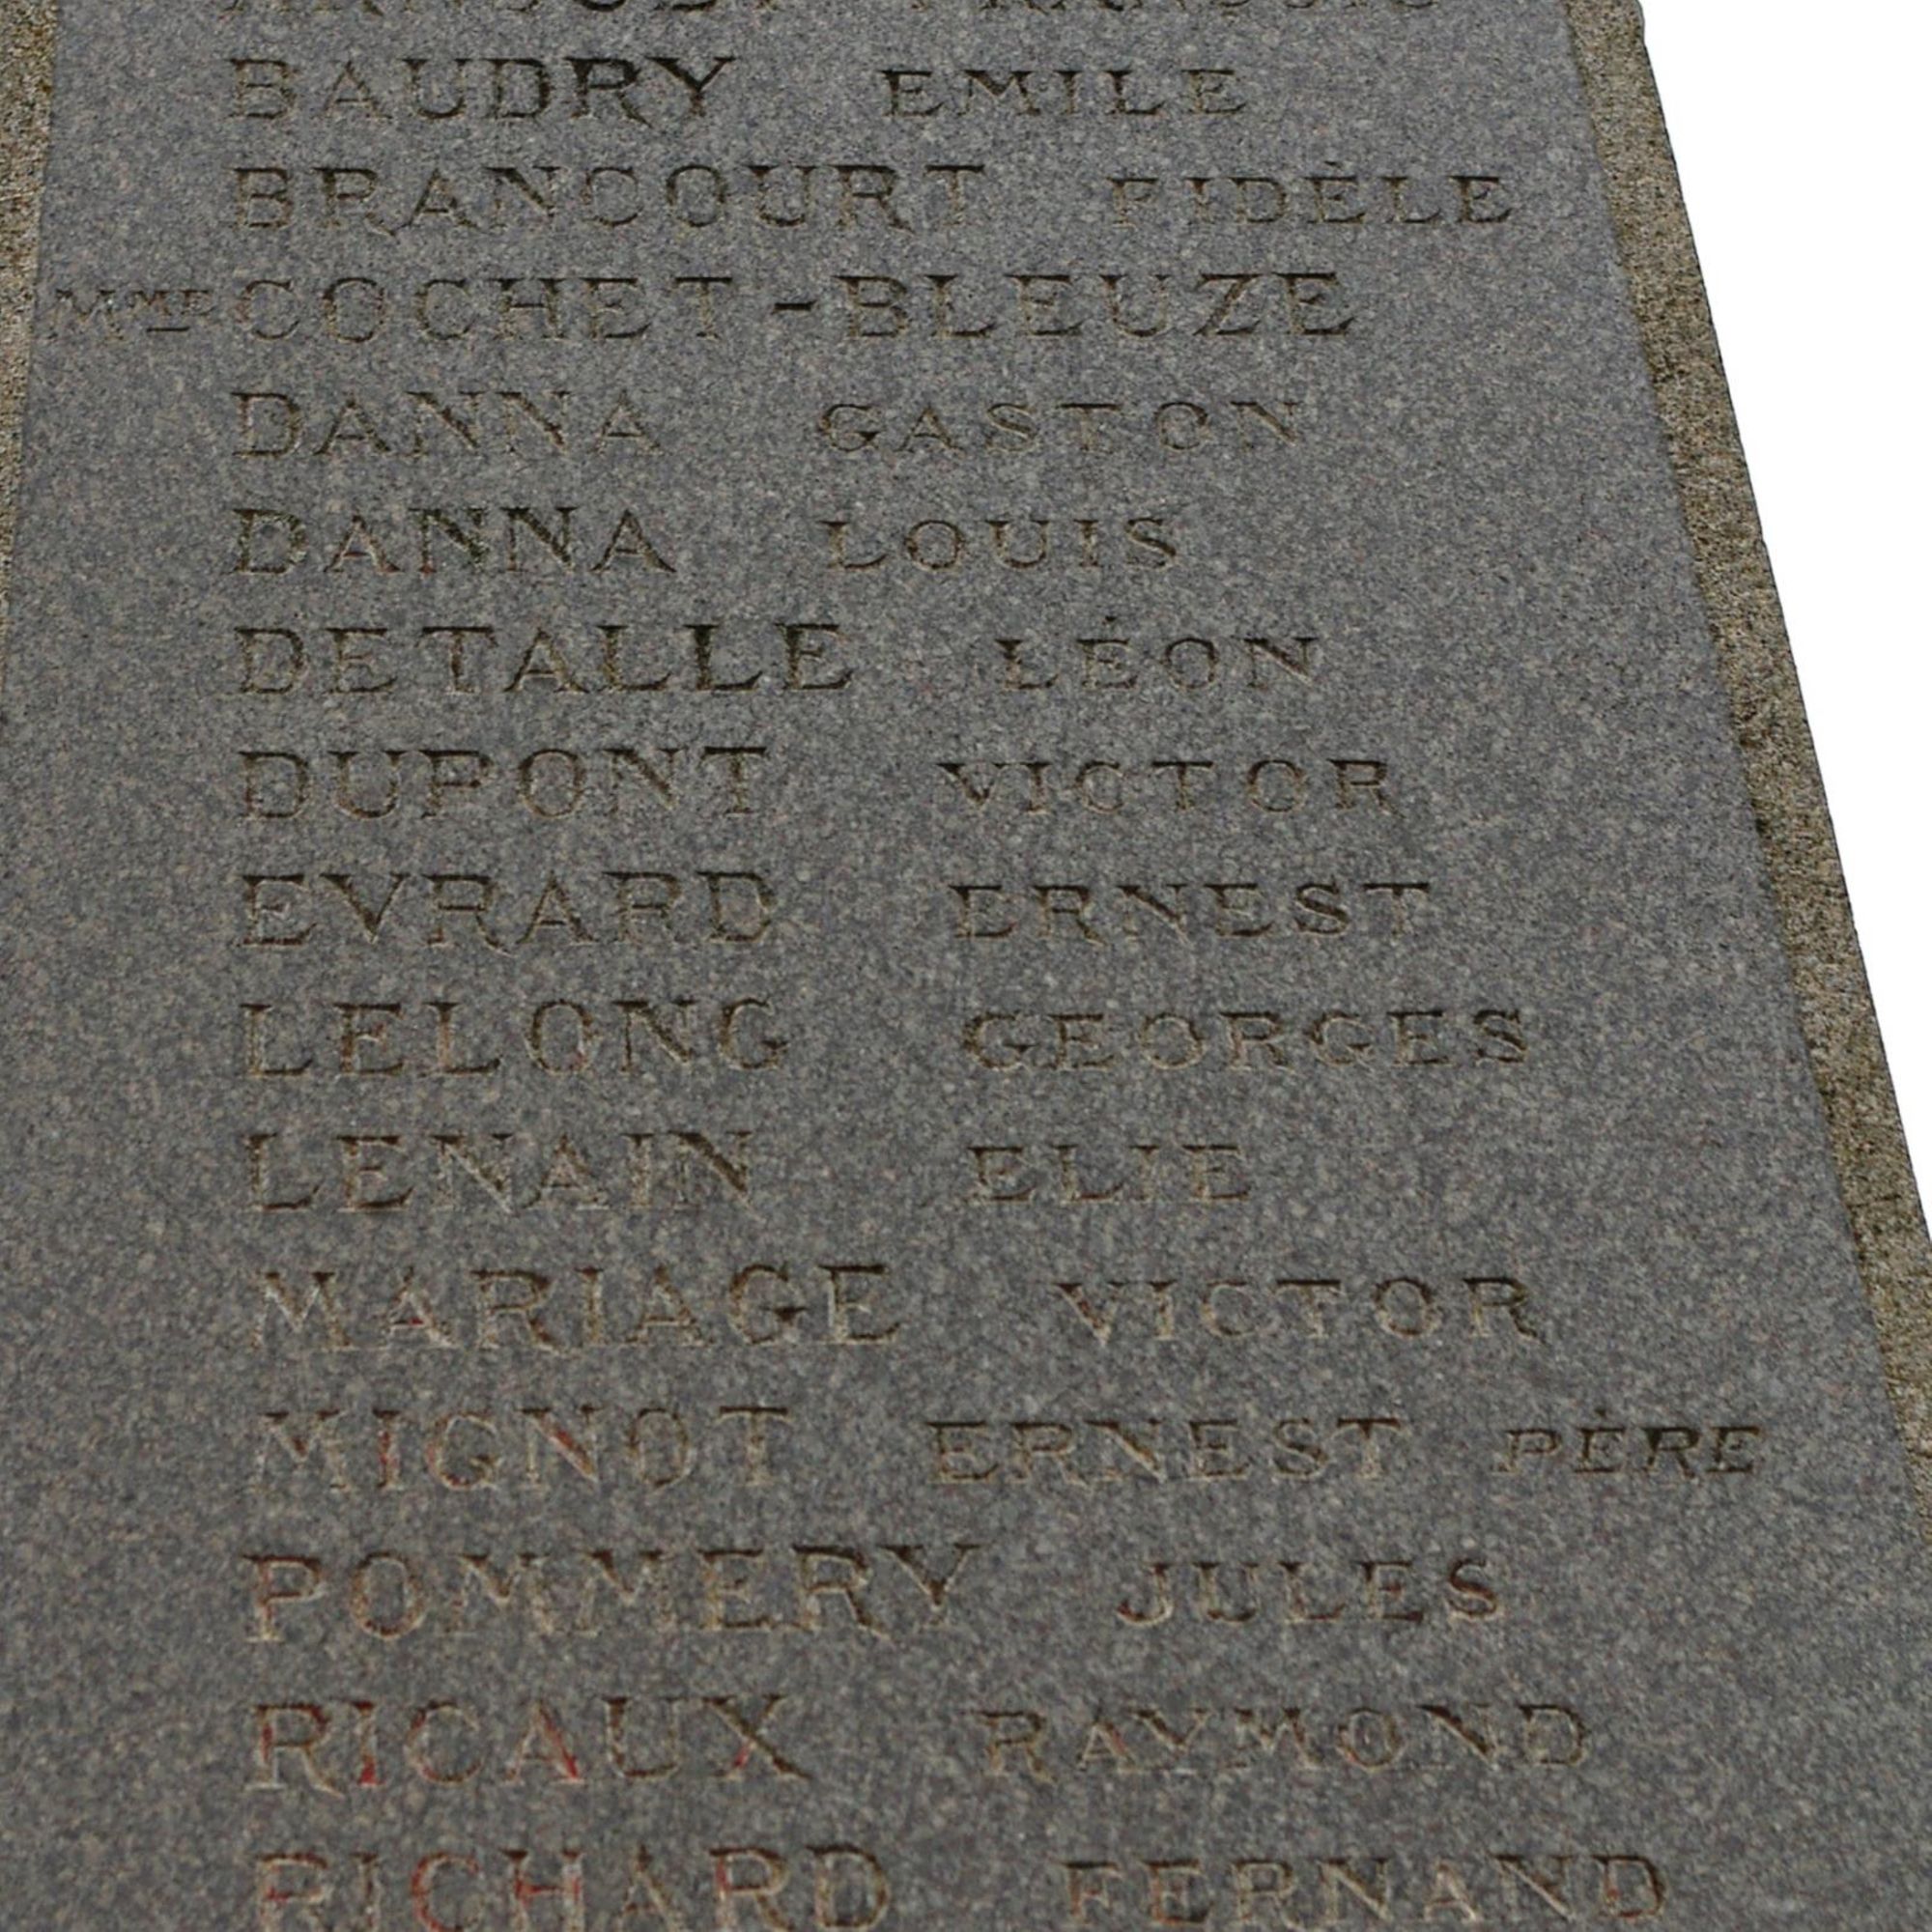 BAUDRY EMILE
BRANCOURT FIDÈLE
MME COCHET-BLEUZE
DANNA GASTON
DANNA LOUIS
DETALLE LÉON
DUPONT VICTOR
EVRARD ERNEST
LELONG GEORGES
LENAIN ELIE
MARIAGE VICTOR
MIGNOT ERNEST PÈRE
POMMERY JULES
RICAUX RAYMOND
RICHARD FERNAND